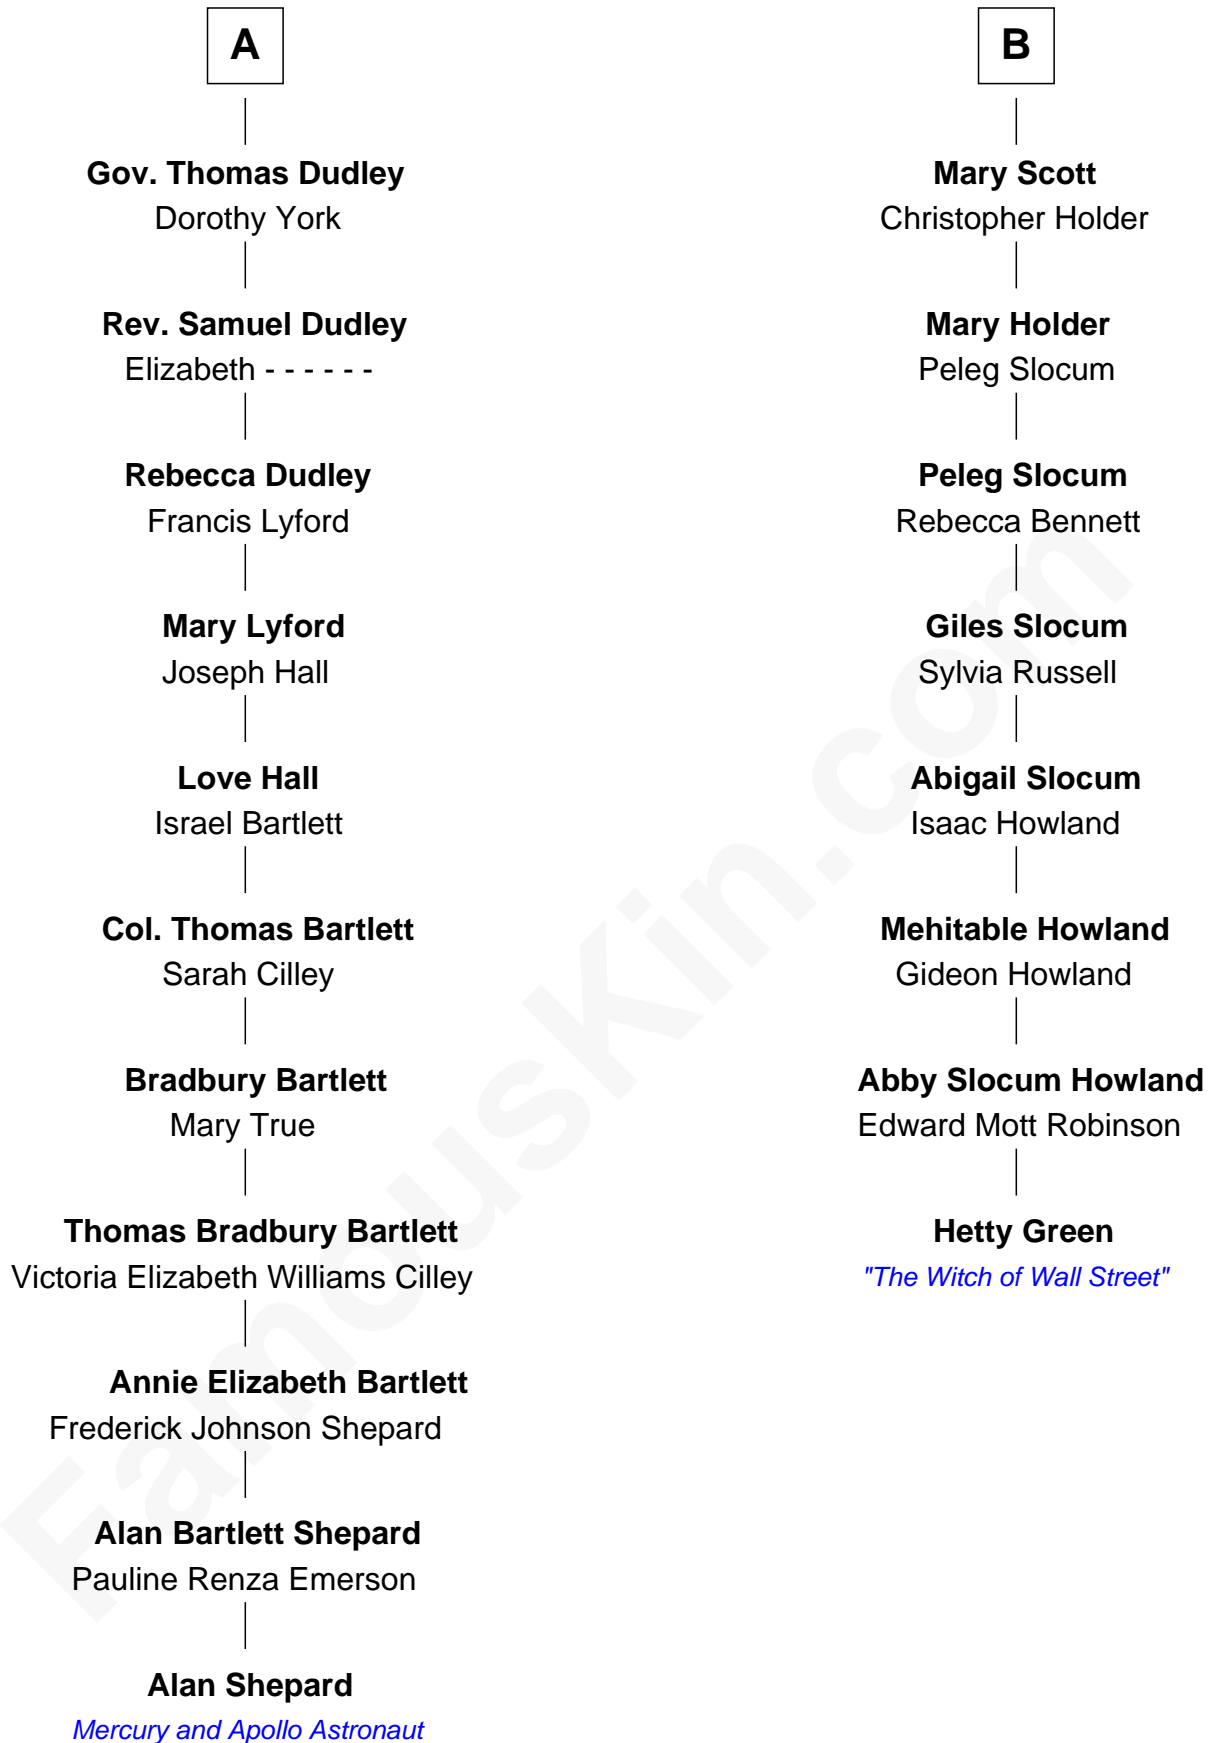 A
Gov. Thomas Dudley
Dorothy York
Rev. Samuel Dudley
Elizabeth - - - - - -
Rebecca Dudley
Francis Lyford
Mary Lyford
Joseph Hall
Love Hall
Israel Bartlett
Col. Thomas Bartlett
Sarah Cilley
Bradbury Bartlett
Mary True
Thomas Bradbury Bartlett
Victoria Elizabeth Williams Cilley
Annie Elizabeth Bartlett
Frederick Johnson Shepard
Alan Bartlett Shepard
Pauline Renza Emerson
Alan Shepard
Mercury and Apollo Astronaut
B
Mary Scott
Christopher Holder
Mary Holder
Peleg Slocum
Peleg Slocum
Rebecca Bennett
Giles Slocum
Sylvia Russell
Abigail Slocum
Isaac Howland
Mehitable Howland
Gideon Howland
Abby Slocum Howland
Edward Mott Robinson
Hetty Green
"The Witch of Wall Street"
FamousKin.com